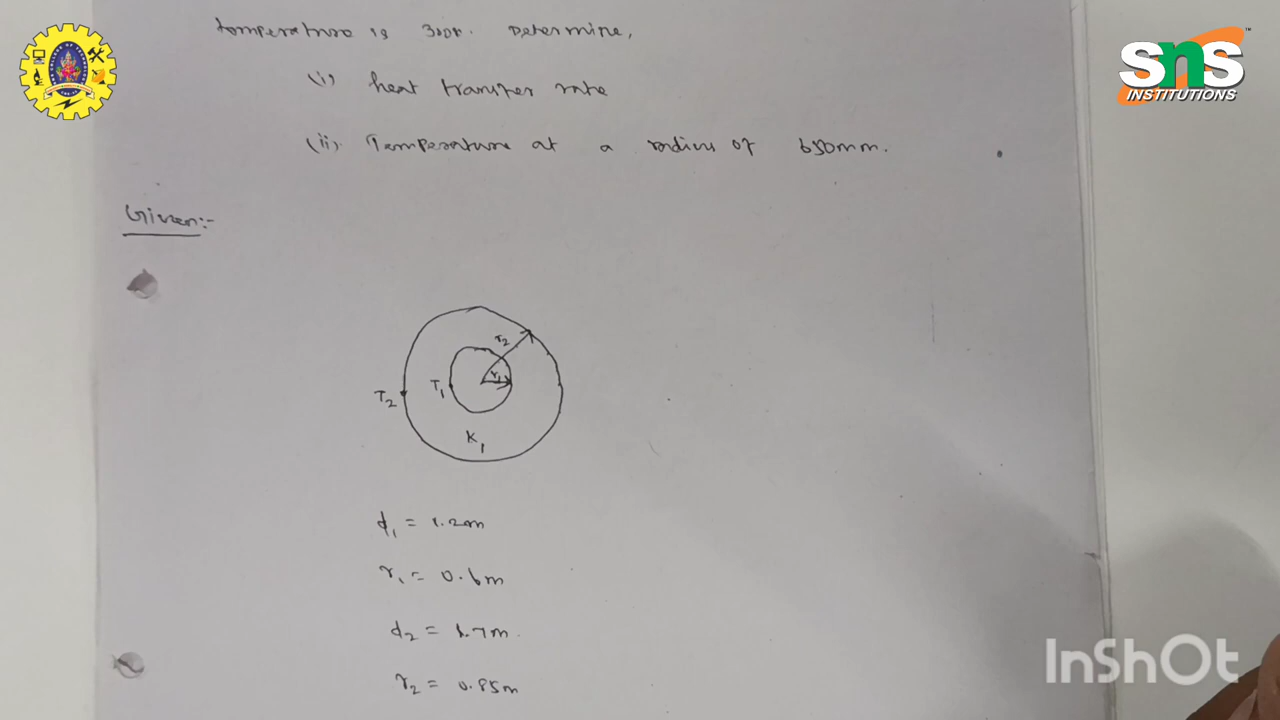 temperature is 300K. Determine,
SNS
INSTITUTIONS
(i) heat transfer rate
(ii) Temperature at a radius of 650mm.
Given:-
r2
r1
T1
T2
K1
d1 = 1.2m
r1 = 0.6m
d2 = 1.7m.
r2 = 0.85m
InShOt